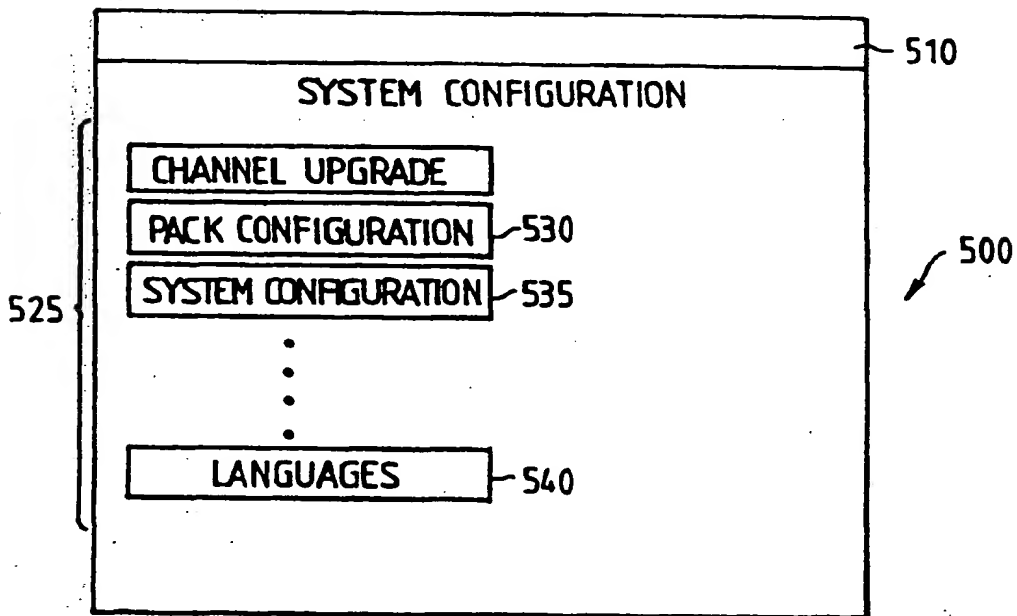 510
SYSTEM CONFIGURATION
CHANNEL UPGRADE
PACK CONFIGURATION 530
SYSTEM CONFIGURATION 535
500
525
LANGUAGES 540